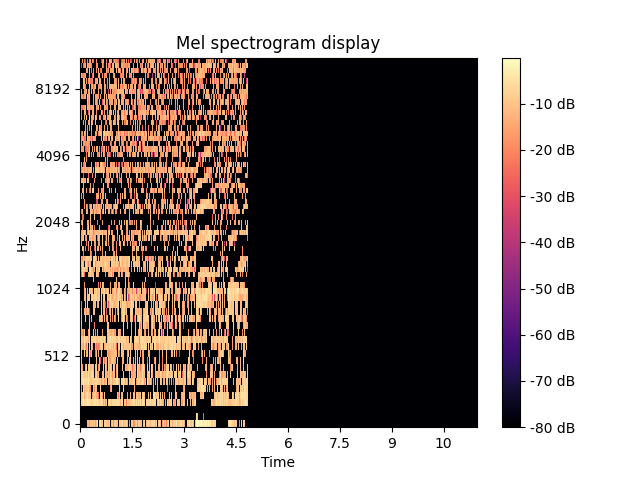 Mel spectrogram display
8192
4096
2048
1024
512
0
Hz
0 1.5 3 4.5 6 7.5 9 10
Time
-10 dB
-20 dB
-30 dB
-40 dB
-50 dB
-60 dB
-70 dB
-80 dB